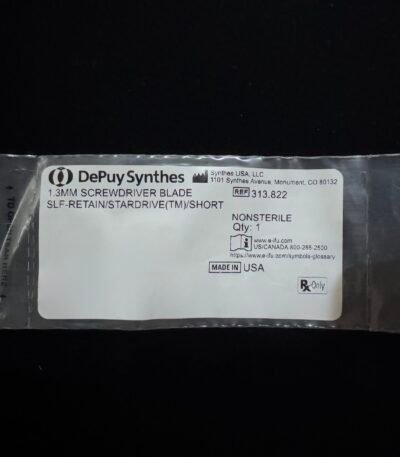 DePuy Synthes
Synthes USA, LLC
1101 Synthes Avenue, Monument, CO 80132
1.3MM SCREWDRIVER BLADE
SLF-RETAIN/STARDRIVE(TM)/SHORT
REF 313.822
NONSTERILE
Qty: 1
www.e-ifu.com
US/CANADA 800-255-2500
https://www.e-ifu.com/symbols-glossary
MADE IN USA
Rx Only